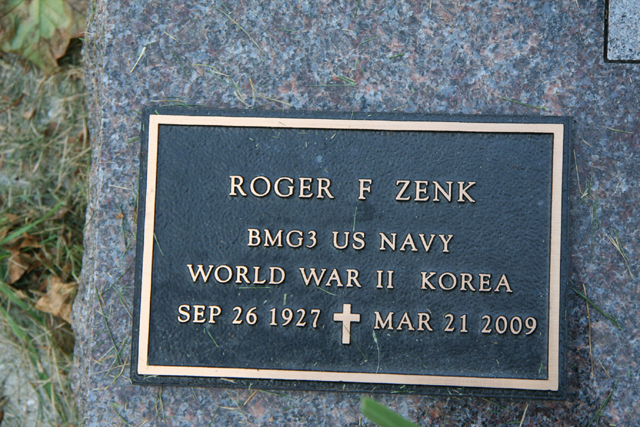 ROGER F ZENK
BMG3 US NAVY
WORLD WAR II KOREA
SEP 26 1927 MAR 21 2009